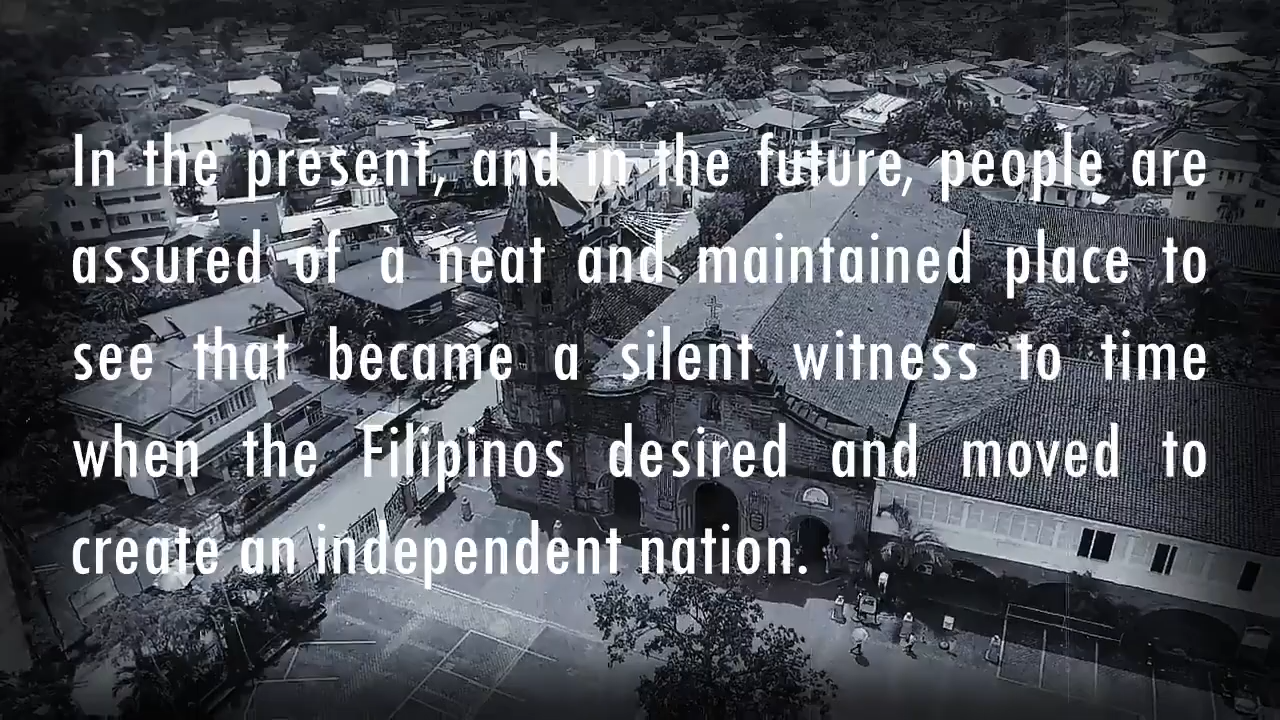 In the present, and in the future, people are
assured of a neat and maintained place to
see that became a silent witness to time
when the Filipinos desired and moved to
create an independent nation.